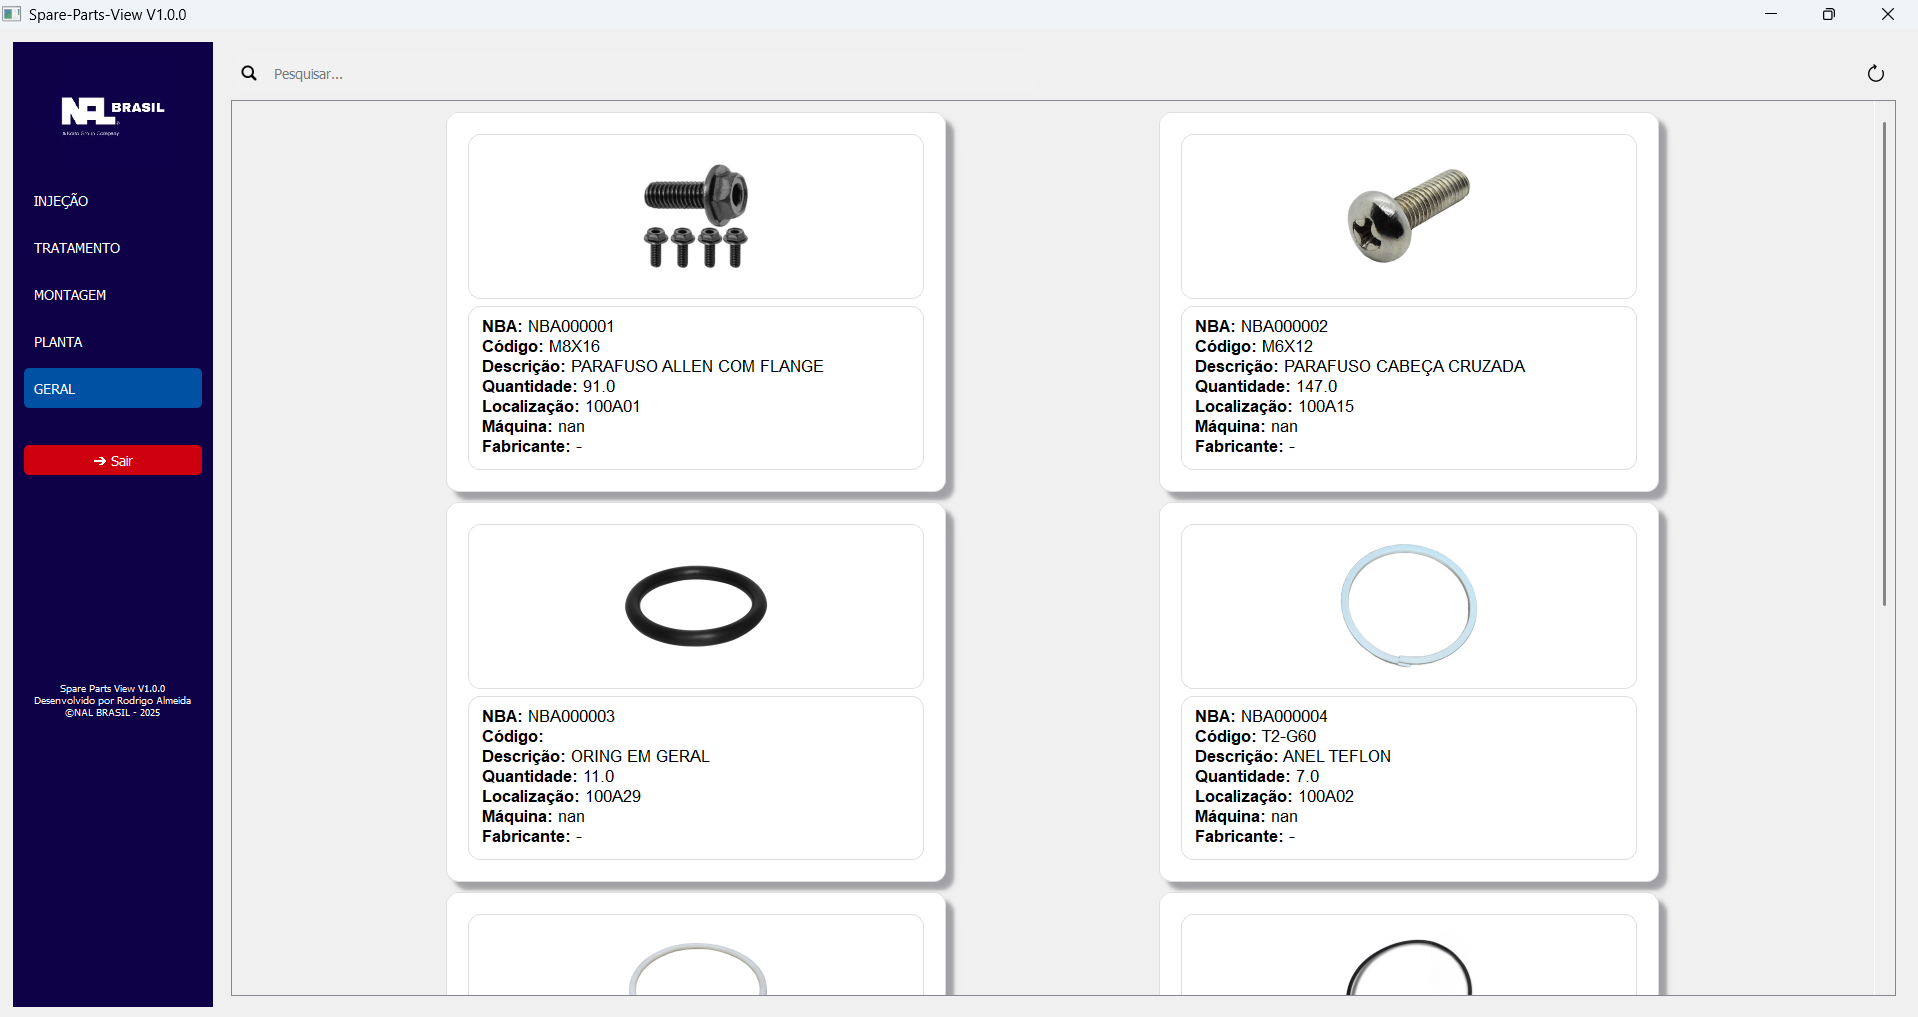 Spare-Parts-View V1.0.0
NAL BRASIL
A Kaito Group Company
INJEÇÃO
TRATAMENTO
MONTAGEM
PLANTA
GERAL
➔ Sair
Spare Parts View V1.0.0
Desenvolvido por Rodrigo Almeida
©NAL BRASIL - 2025
Pesquisar...
NBA: NBA000001
Código: M8X16
Descrição: PARAFUSO ALLEN COM FLANGE
Quantidade: 91.0
Localização: 100A01
Máquina: nan
Fabricante: -
NBA: NBA000002
Código: M6X12
Descrição: PARAFUSO CABEÇA CRUZADA
Quantidade: 147.0
Localização: 100A15
Máquina: nan
Fabricante: -
NBA: NBA000003
Código:
Descrição: ORING EM GERAL
Quantidade: 11.0
Localização: 100A29
Máquina: nan
Fabricante: -
NBA: NBA000004
Código: T2-G60
Descrição: ANEL TEFLON
Quantidade: 7.0
Localização: 100A02
Máquina: nan
Fabricante: -